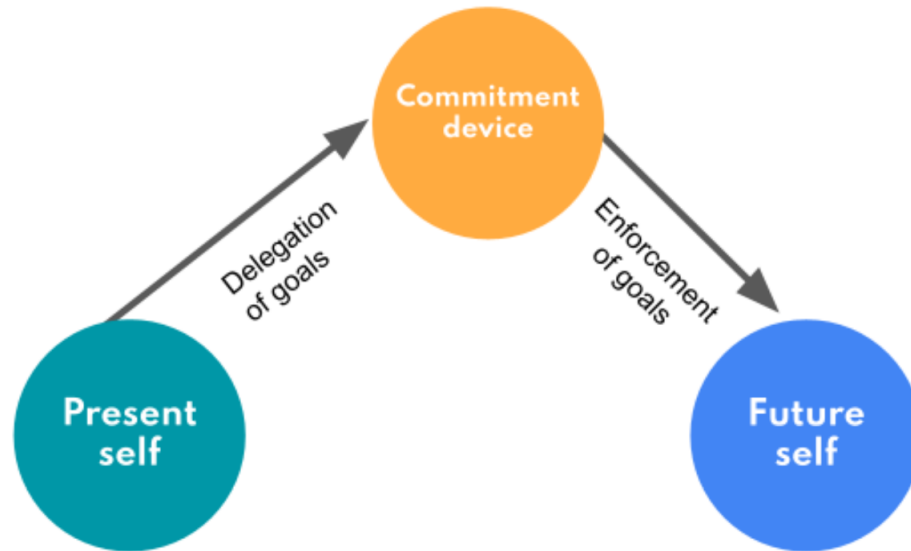 Commitment
device
Delegation
of goals
Enforcement
of goals
Present
self
Future
self